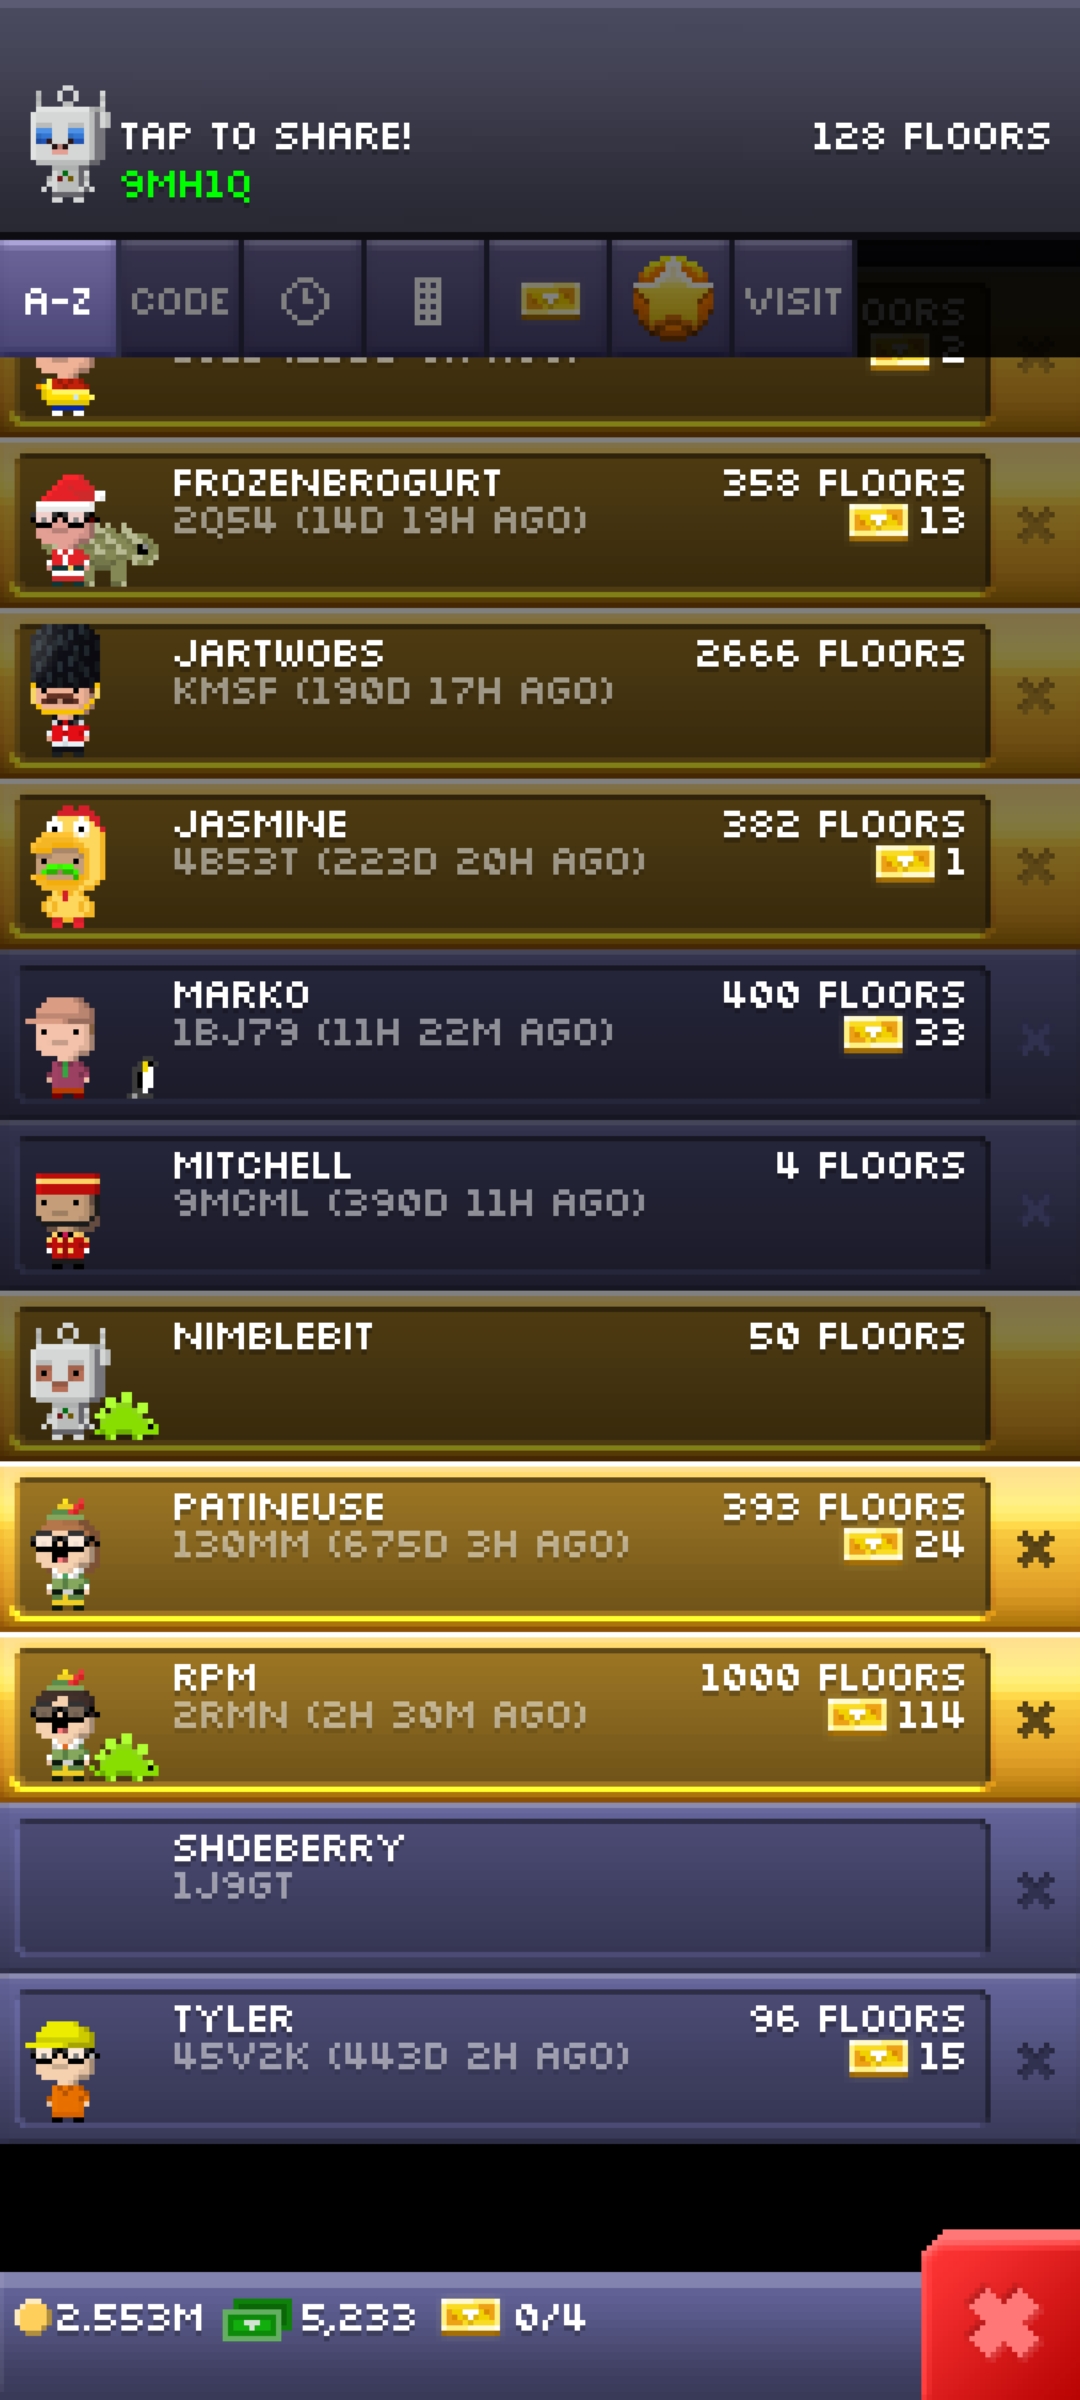 TAP TO SHARE!
128 FLOORS
9MH1Q
A-Z CODE VISIT
2
FROZENBROGURT 358 FLOORS
2Q54 (14D 19H AGO) 13
JARTWOBS 2666 FLOORS
KMSF (190D 17H AGO)
JASMINE 382 FLOORS
4B53T (223D 20H AGO) 1
MARKO 400 FLOORS
1BJ79 (11H 22M AGO) 33
MITCHELL 4 FLOORS
9MCML (390D 11H AGO)
NIMBLEBIT 50 FLOORS
PATINEUSE 393 FLOORS
130MM (675D 3H AGO) 24
RPM 1000 FLOORS
2RMN (2H 30M AGO) 114
SHOEBERRY
1J9GT
TYLER 96 FLOORS
45V2K (443D 2H AGO) 15
2.553M 5,233 0/4